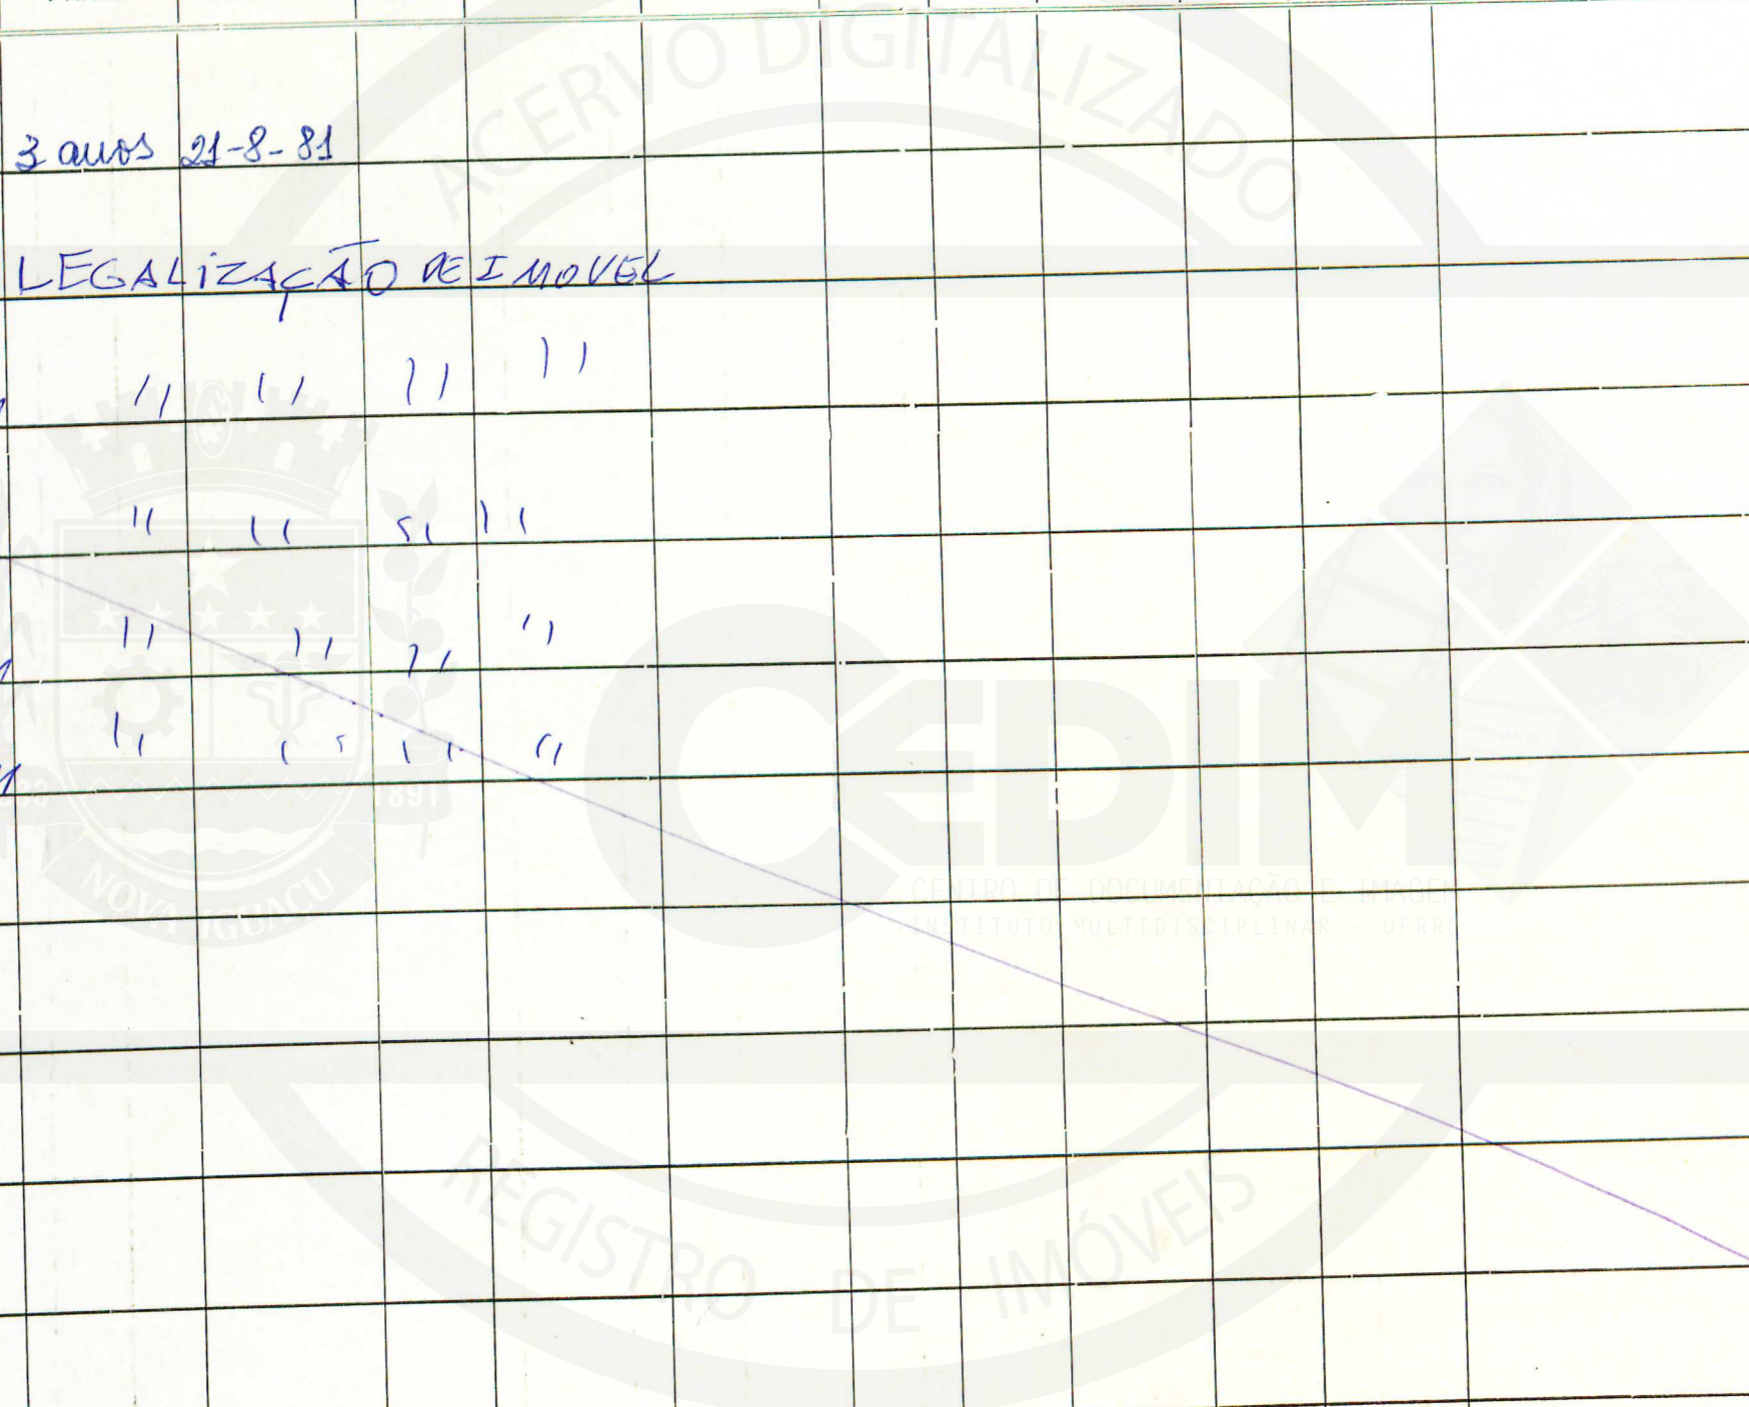 3 anos 21-8-81
LEGALIZAÇÃO DE IMOVEL
" " " "
" " " "
" " " "
" " " "
ACERVO DIGITALIZADO
1891
NOVA IGUAÇU
CEDIM
CENTRO DE DOCUMENTAÇÃO E IMAGEM
INSTITUTO MULTIDISCIPLINAR - UFRRJ
REGISTRO DE IMÓVEIS